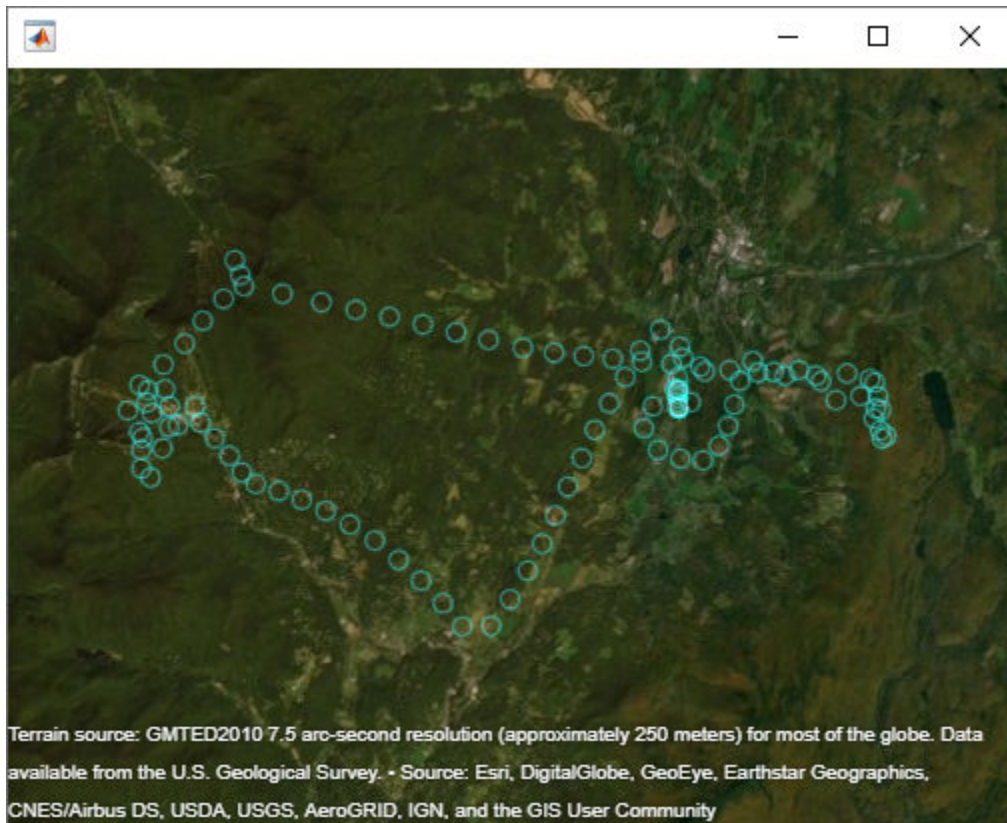 Terrain source: GMTED2010 7.5 arc-second resolution (approximately 250 meters) for most of the globe. Data
available from the U.S. Geological Survey. • Source: Esri, DigitalGlobe, GeoEye, Earthstar Geographics,
CNES/Airbus DS, USDA, USGS, AeroGRID, IGN, and the GIS User Community